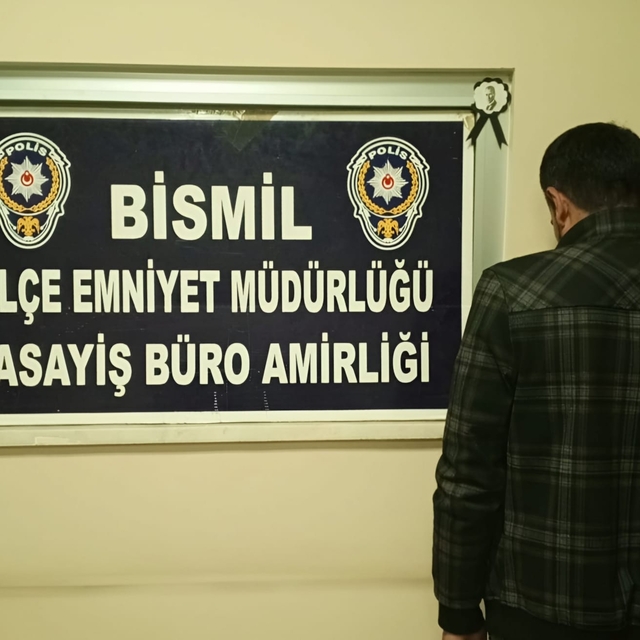 POLİS
POLİS
BİSMİL
LÇE EMNİYET MÜDÜRLÜĞÜ
ASAYİŞ BÜRO AMİRLİĞİ